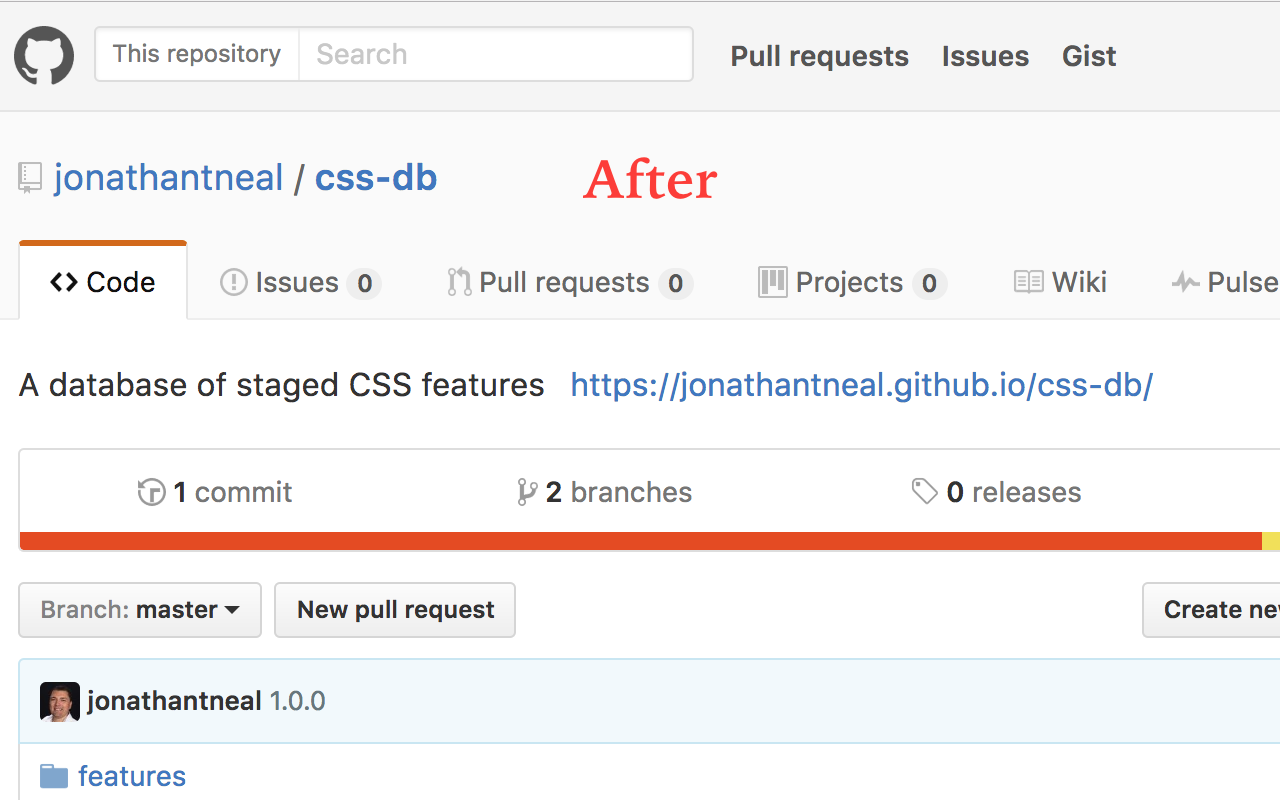 This repository Search Pull requests Issues Gist
jonathantneal / css-db After
Code Issues 0 Pull requests 0 Projects 0 Wiki Pulse
A database of staged CSS features https://jonathantneal.github.io/css-db/
1 commit 2 branches 0 releases
Branch: master New pull request Create new
jonathantneal 1.0.0
features